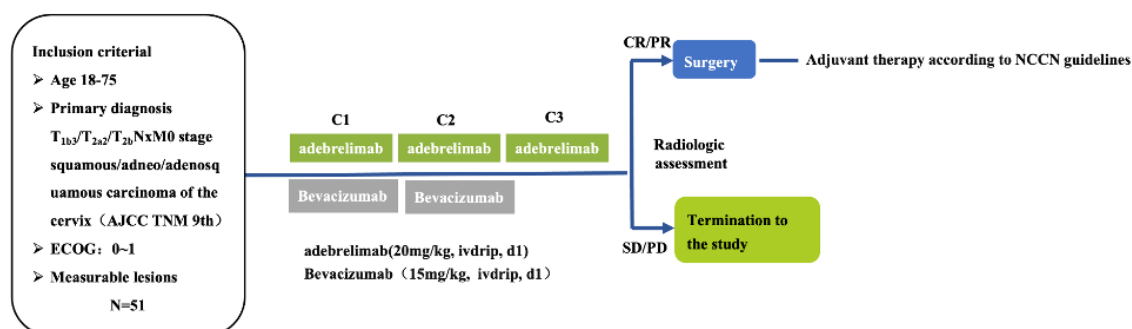 Inclusion criterial
➤ Age 18-75
➤ Primary diagnosis
T1b3/T2a2/T2bNxM0 stage
squamous/adneo/adenosq
uamous carcinoma of the
cervix（AJCC TNM 9th）
➤ ECOG：0~1
➤ Measurable lesions
N=51
C1
C2
C3
adebrelimab
adebrelimab
adebrelimab
Bevacizumab
Bevacizumab
adebrelimab(20mg/kg, ivdrip, d1)
Bevacizumab（15mg/kg, ivdrip, d1）
CR/PR
Surgery
Adjuvant therapy according to NCCN guidelines
Radiologic
assessment
SD/PD
Termination to
the study